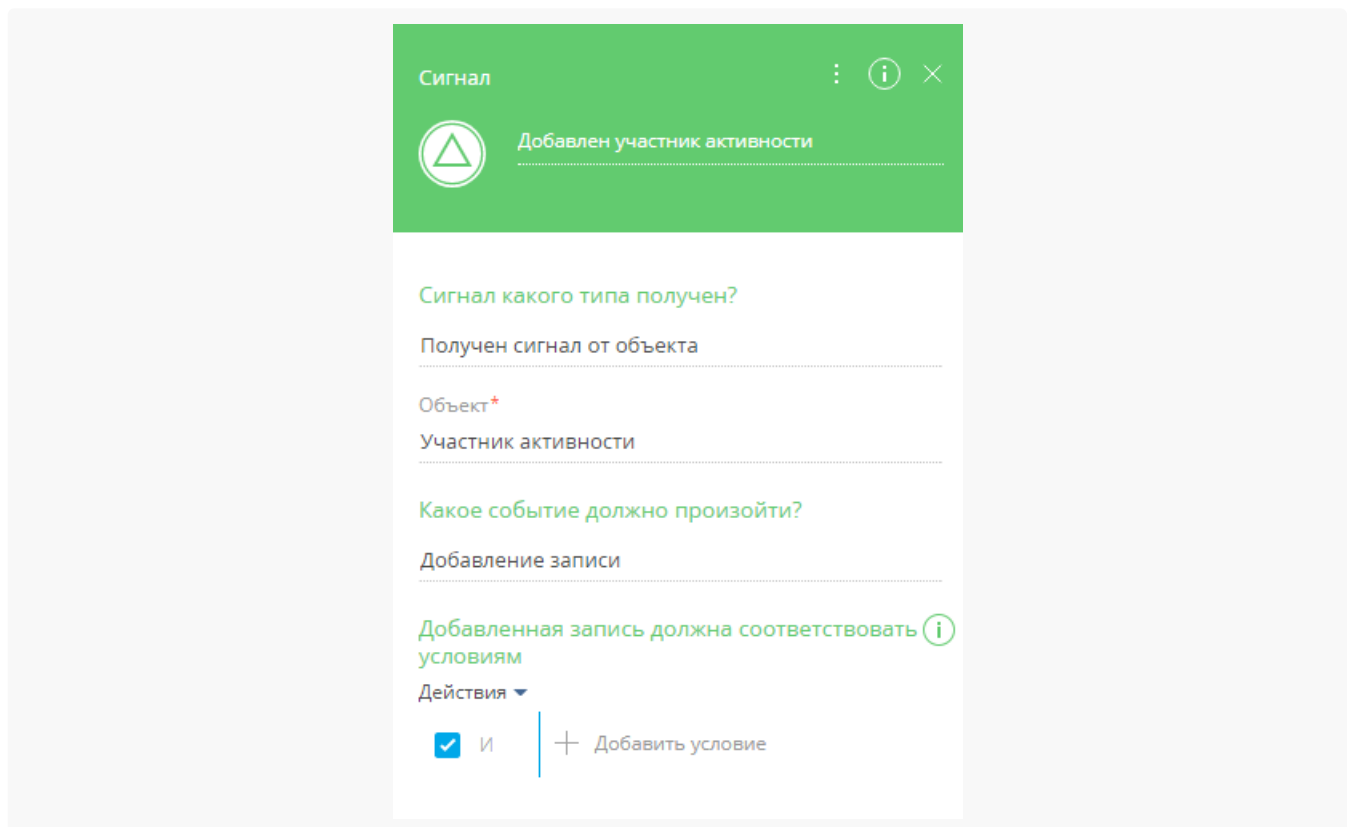 Сигнал
Добавлен участник активности
Сигнал какого типа получен?
Получен сигнал от объекта
Объект*
Участник активности
Какое событие должно произойти?
Добавление записи
Добавленная запись должна соответствовать
условиям
Действия
И
Добавить условие